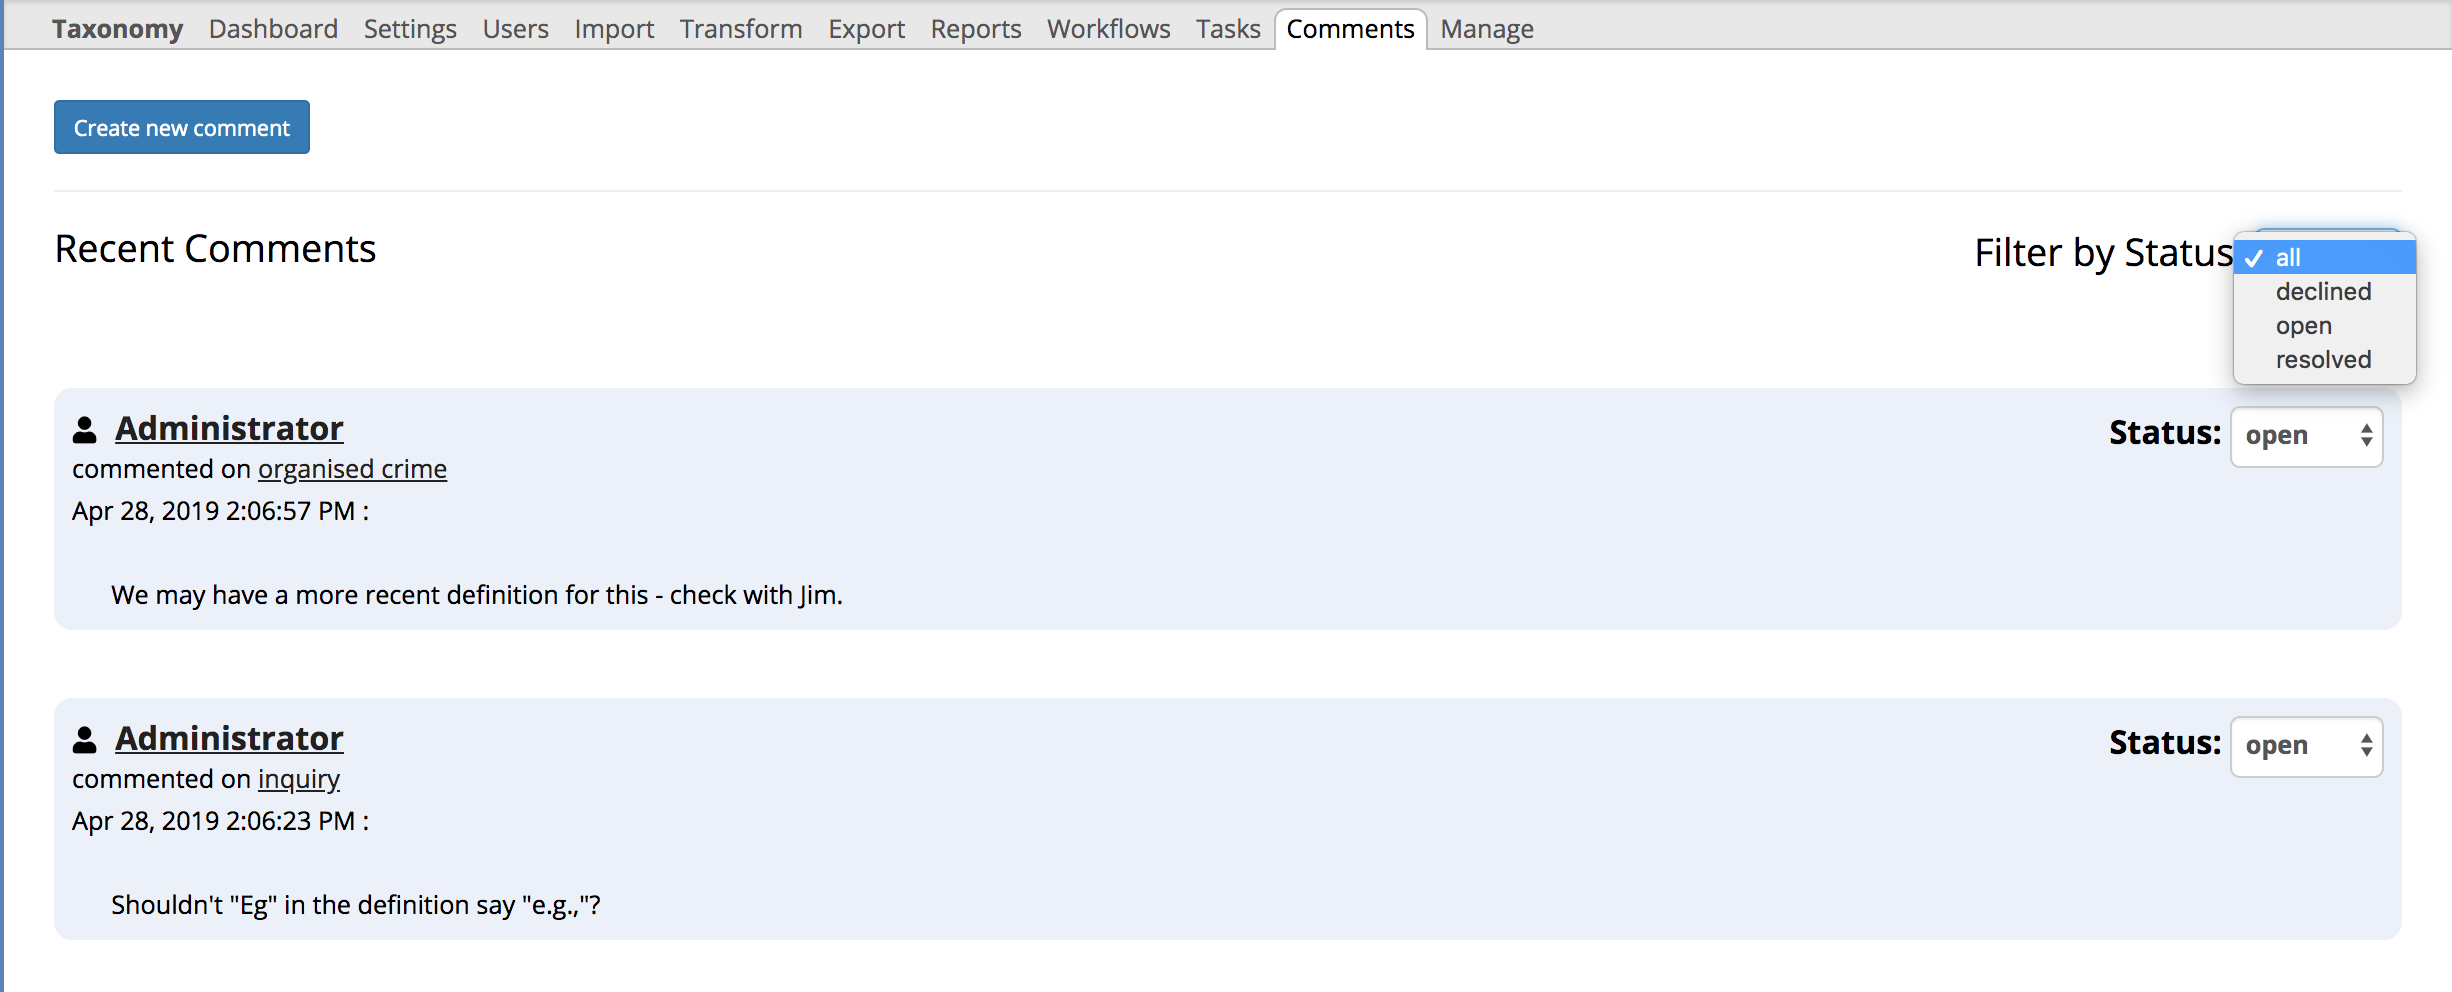 Taxonomy Dashboard Settings Users Import Transform Export Reports Workflows Tasks Comments Manage
Create new comment
Recent Comments
Filter by Status
all
declined
open
resolved
Administrator
Status: open
commented on organised crime
Apr 28, 2019 2:06:57 PM :
We may have a more recent definition for this - check with Jim.
Administrator
Status: open
commented on inquiry
Apr 28, 2019 2:06:23 PM :
Shouldn't "Eg" in the definition say "e.g.,"?